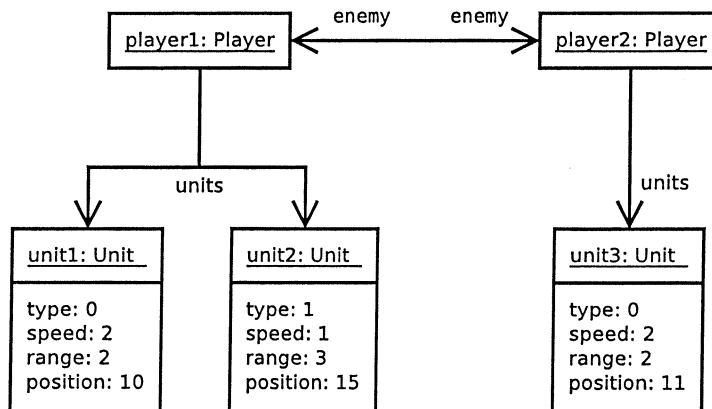 enemy enemy
player1: Player
player2: Player
units
units
unit1: Unit
type: 0
speed: 2
range: 2
position: 10
unit2: Unit
type: 1
speed: 1
range: 3
position: 15
unit3: Unit
type: 0
speed: 2
range: 2
position: 11